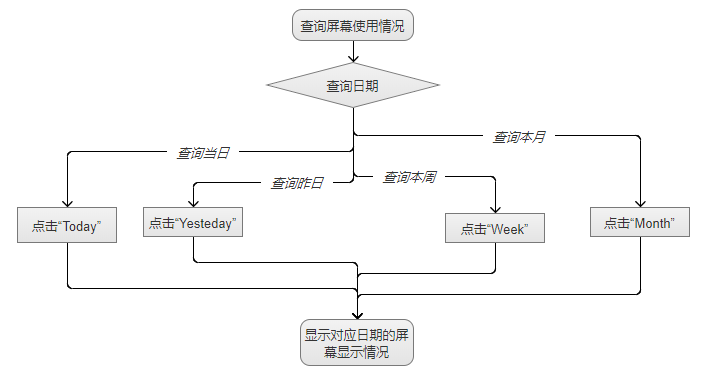 查询屏幕使用情况
查询日期
查询本月
查询当日
查询昨日
查询本周
点击“Today”
点击“Yesteday”
点击“Week”
点击“Month”
显示对应日期的屏
幕显示情况